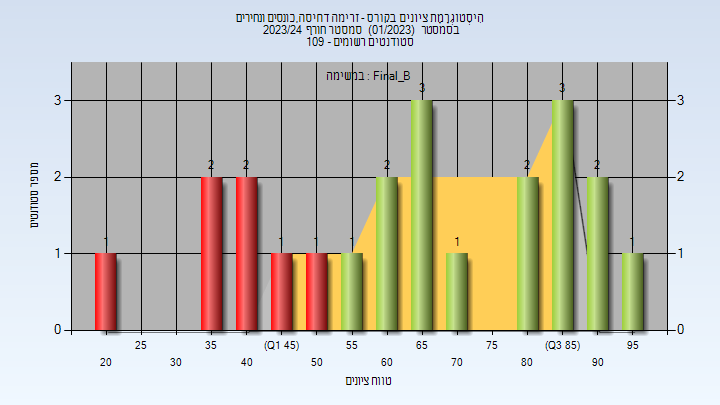 היסטוגרמת ציונים בקורס - זרימה דחיסה,כונסים ונחירים
בסמסטר (01/2023) סמסטר חורף 2023/24
סטודנטים רשומים - 109
במשימה : Final_B
מספר סטודנטים
3 3
2 2
1 1
0 0
1 2 2 1 1 1 2 3 1 2 3 2 1
25 35 (Q1 45) 55 65 75 (Q3 85) 95
20 30 40 50 60 70 80 90
טווח ציונים